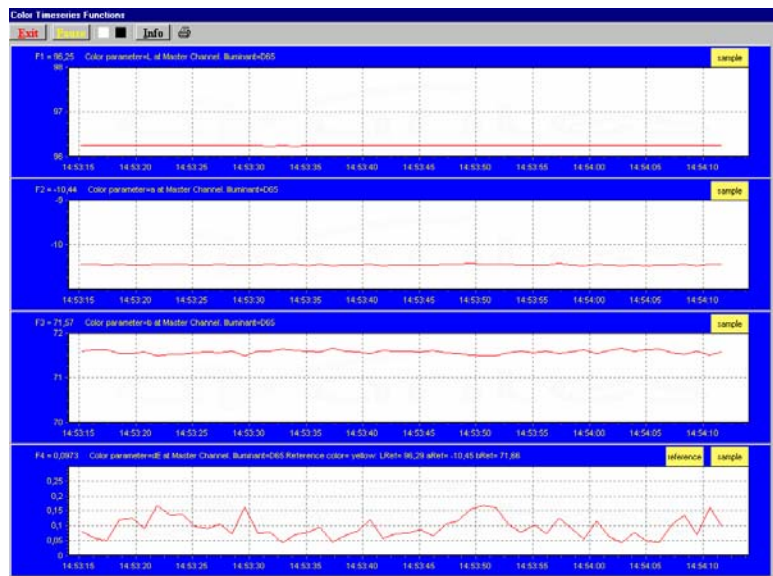 Color Timeseries Functions
Exit Pause Info
F1 = 96,25 Color parameter=L at Master Channel. Illuminant=D65 sample
98
97
96
14:53:15 14:53:20 14:53:25 14:53:30 14:53:35 14:53:40 14:53:45 14:53:50 14:53:55 14:54:00 14:54:05 14:54:10
F2 = -10,44 Color parameter=a at Master Channel. Illuminant=D65 sample
-9
-10
14:53:15 14:53:20 14:53:25 14:53:30 14:53:35 14:53:40 14:53:45 14:53:50 14:53:55 14:54:00 14:54:05 14:54:10
F3 = 71,57 Color parameter=b at Master Channel. Illuminant=D65 sample
72
71
70
14:53:15 14:53:20 14:53:25 14:53:30 14:53:35 14:53:40 14:53:45 14:53:50 14:53:55 14:54:00 14:54:05 14:54:10
F4 = 0,0973 Color parameter=dE at Master Channel. Illuminant=D65 Reference color= yellow: LRef= 96,29 aRef= -10,45 bRef= 71,66 reference sample
0,25
0,2
0,15
0,1
0,05
0
14:53:15 14:53:20 14:53:25 14:53:30 14:53:35 14:53:40 14:53:45 14:53:50 14:53:55 14:54:00 14:54:05 14:54:10